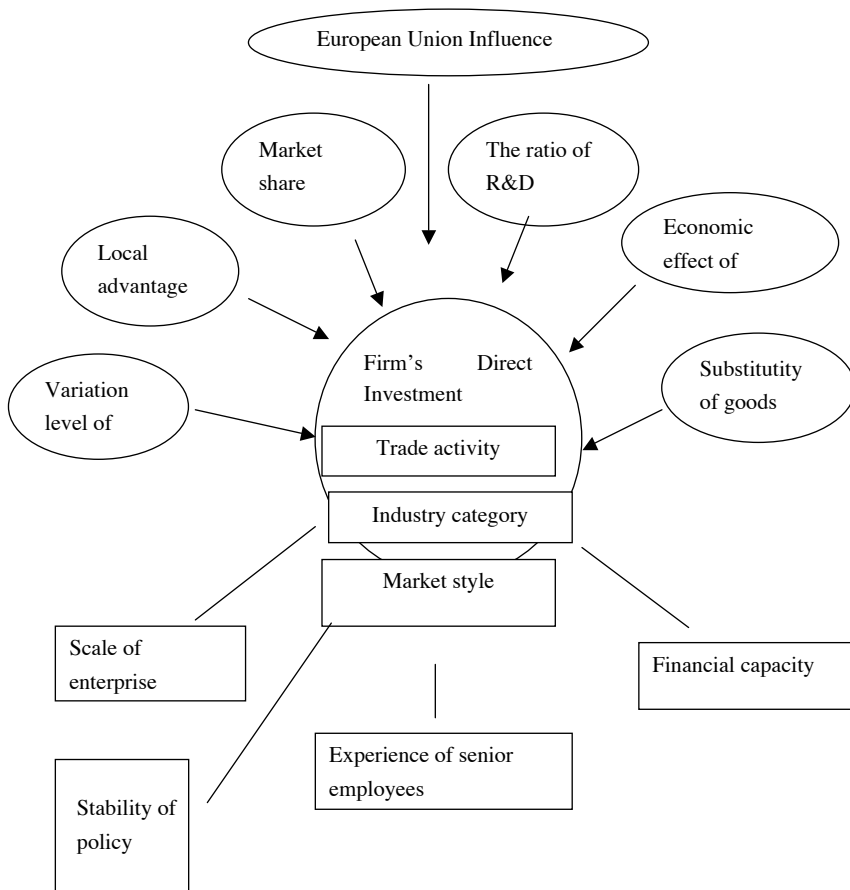 European Union Influence
Market
share
The ratio of
R&D
Local
advantage
Economic
effect of
Firm's Direct
Investment
Variation
level of
Substitutity
of goods
Trade activity
Industry category
Market style
Scale of
enterprise
Financial capacity
Experience of senior
employees
Stability of
policy